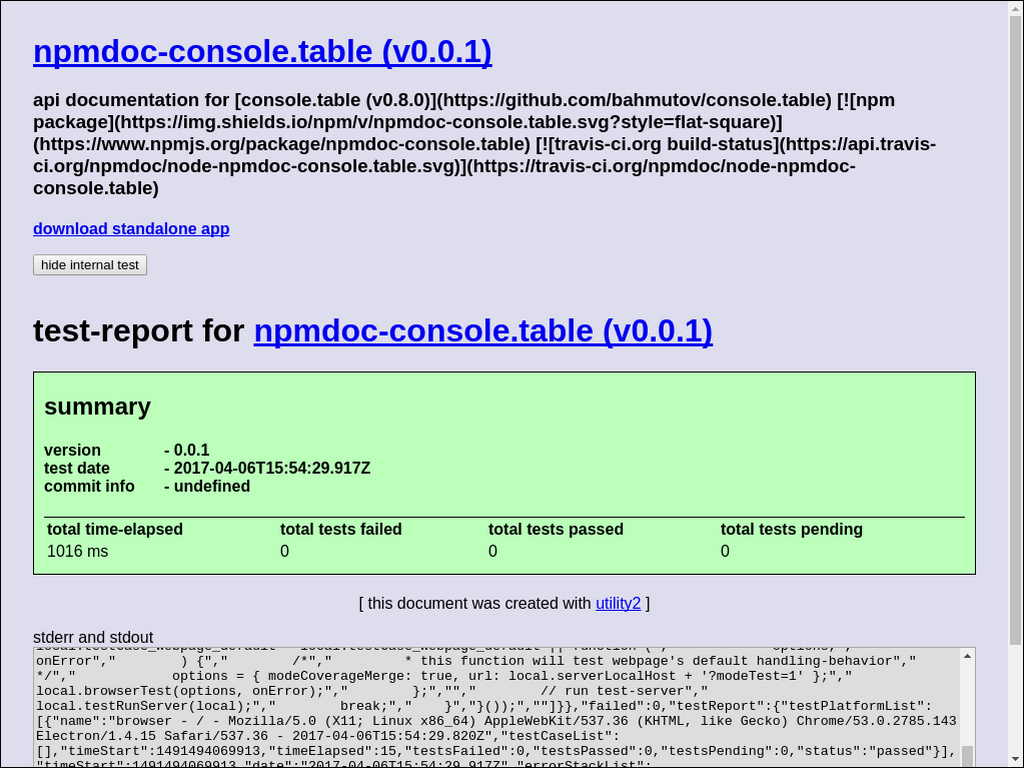 npmdoc-console.table (v0.0.1)
api documentation for [console.table (v0.8.0)](https://github.com/bahmutov/console.table) [![npm
package](https://img.shields.io/npm/v/npmdoc-console.table.svg?style=flat-square)]
(https://www.npmjs.org/package/npmdoc-console.table) [![travis-ci.org build-status](https://api.travis-
ci.org/npmdoc/node-npmdoc-console.table.svg)](https://travis-ci.org/npmdoc/node-npmdoc-
console.table)
download standalone app
hide internal test
test-report for npmdoc-console.table (v0.0.1)
summary
version - 0.0.1
test date - 2017-04-06T15:54:29.917Z
commit info - undefined
total time-elapsed total tests failed total tests passed total tests pending
1016 ms 0 0 0
[ this document was created with utility2 ]
stderr and stdout
onError","        ) {","        /*","         * this function will test webpage's default handling-behavior","
*/","            options = { modeCoverageMerge: true, url: local.serverLocalHost + '?modeTest=1' };","
local.browserTest(options, onError);","        };","","        // run test-server","
local.testRunServer(local);","        break;","    }","}());","",""]}},"failed":0,"testReport":{"testPlatformList":
[{"name":"browser - / - Mozilla/5.0 (X11; Linux x86_64) AppleWebKit/537.36 (KHTML, like Gecko) Chrome/53.0.2785.143
Electron/1.4.15 Safari/537.36 - 2017-04-06T15:54:29.820Z","testCaseList":
[],"timeStart":1491494069913,"timeElapsed":15,"testsFailed":0,"testsPassed":0,"testsPending":0,"status":"passed"}],
"timeStart":1491494069913,"date":"2017-04-06T15:54:29.917Z","errorStackList":